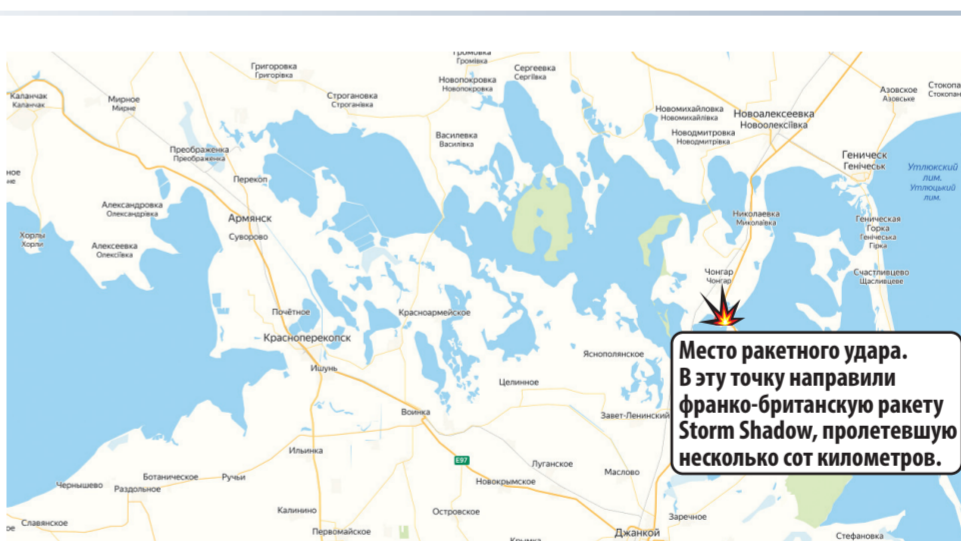 Громовка
Громівка
Григоровка
Григорівка
Сергеевка
Сергіївка
Новопокровка
Новопокровка
Каланчак
Каланчак
Мирное
Мирне
Строгановка
Строганівка
Азовское
Азовське
Новомихайловка
Новомихайлівка
Новоалексеевка
Новоолексіївка
Василевка
Василівка
Новодмитровка
Новодмитрівка
Преображенка
Преображенка
Геническ
Генічеськ
Утлюкский
лим.
Утлюцький
лим.
Перекоп
Александровка
Олександрівка
Армянск
Суворово
Николаевка
Миколаївка
Геническая
Горка
Генічеська
Гірка
Хорлы
Хорли
Алексеевка
Олексіївка
Чонгар
Чонгар
Счастливцево
Щасливцеве
Почётное
Красноармейское
Красноперекопск
Место ракетного удара.
В эту точку направили
франко-британскую ракету
Storm Shadow, пролетевшую
несколько сот километров.
Яснополянское
Ишунь
Целинное
Воинка
Завет-Ленинский
Ильинка
E97
Луганское
Маслово
Чернышево
Ботаническое
Ручьи
Раздольное
Новокрымское
Калинино
Островское
Заречное
Славянское
Первомайское
Джанкой
Стефановка